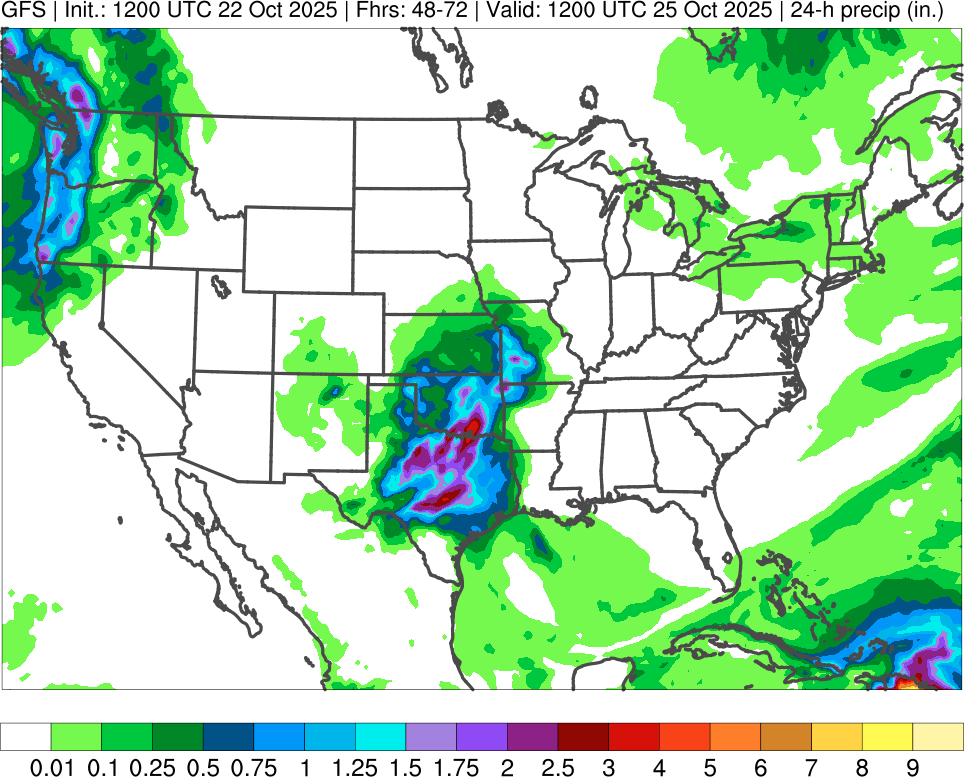 GFS | Init.: 1200 UTC 22 Oct 2025 | Fhrs: 48-72 | Valid: 1200 UTC 25 Oct 2025 | 24-h precip (in.)
0.01 0.1 0.25 0.5 0.75 1 1.25 1.5 1.75 2 2.5 3 4 5 6 7 8 9